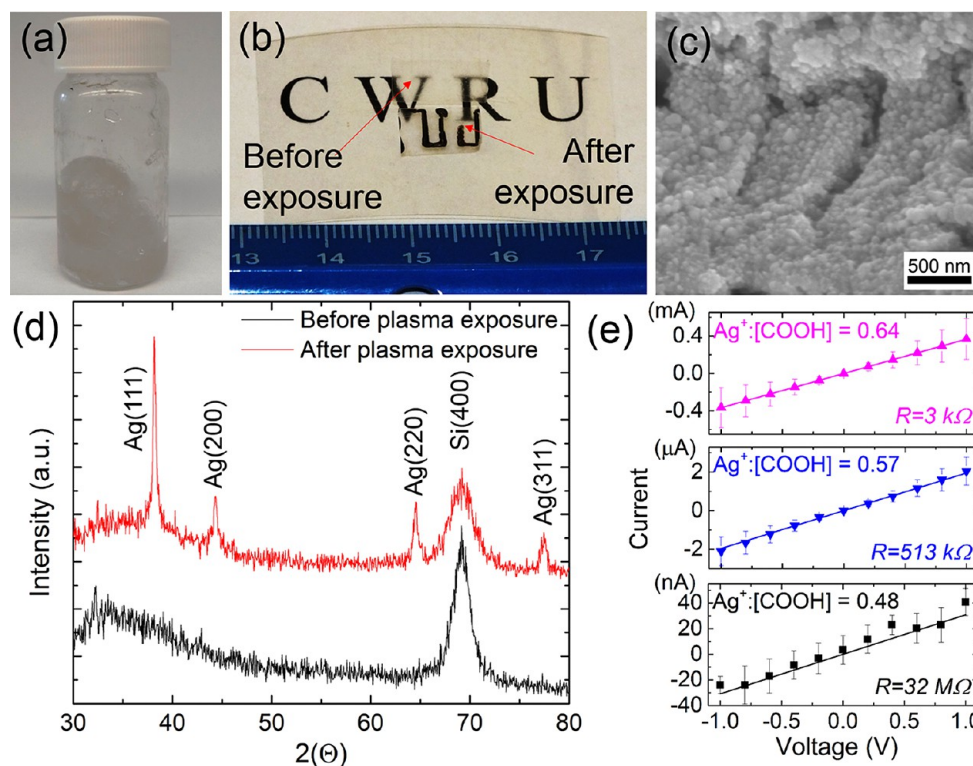 (a)
(b)
C W R U
Before exposure
After exposure
13 14 15 16 17
(c)
500 nm
(d)
Before plasma exposure
After plasma exposure
Ag(111)
Ag(200)
Ag(220)
Si(400)
Ag(311)
Intensity (a.u.)
30 40 50 60 70 80
2(Θ)
(e)
(mA)
Ag⁺:[COOH] = 0.64
0.4
0.0
-0.4
R=3 kΩ
(μA)
Ag⁺:[COOH] = 0.57
2
0
-2
R=513 kΩ
(nA)
Ag⁺:[COOH] = 0.48
40
20
0
-20
-40
R=32 MΩ
Current
-1.0 -0.5 0.0 0.5 1.0
Voltage (V)